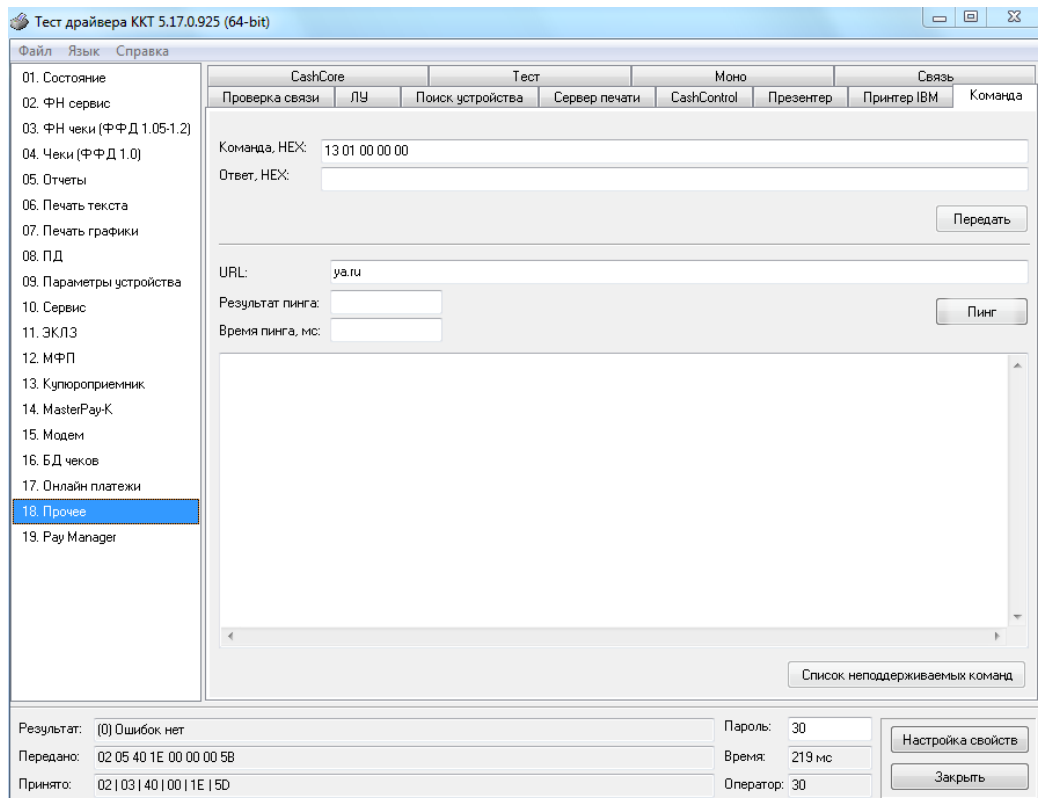 Тест драйвера ККТ 5.17.0.925 (64-bit)
Файл Язык Справка
01. Состояние
02. ФН сервис
03. ФН чеки (ФФД 1.05-1.2)
04. Чеки (ФФД 1.0)
05. Отчеты
06. Печать текста
07. Печать графики
08. ПД
09. Параметры устройства
10. Сервис
11. ЭКЛЗ
12. МФП
13. Купюроприемник
14. MasterPay-K
15. Модем
16. БД чеков
17. Онлайн платежи
18. Прочее
19. Pay Manager
CashCore Тест Моно Связь
Проверка связи ЛУ Поиск устройства Сервер печати CashControl Презентер Принтер IBM Команда
Команда, HEX: 13 01 00 00 00
Ответ, HEX:
Передать
URL: ya.ru
Результат пинга:
Пинг
Время пинга, мс:
Список неподдерживаемых команд
Результат: (0) Ошибок нет
Передано: 02 05 40 1E 00 00 00 5B
Принято: 02 | 03 | 40 | 00 | 1E | 5D
Пароль: 30
Время: 219 мс
Оператор: 30
Настройка свойств
Закрыть